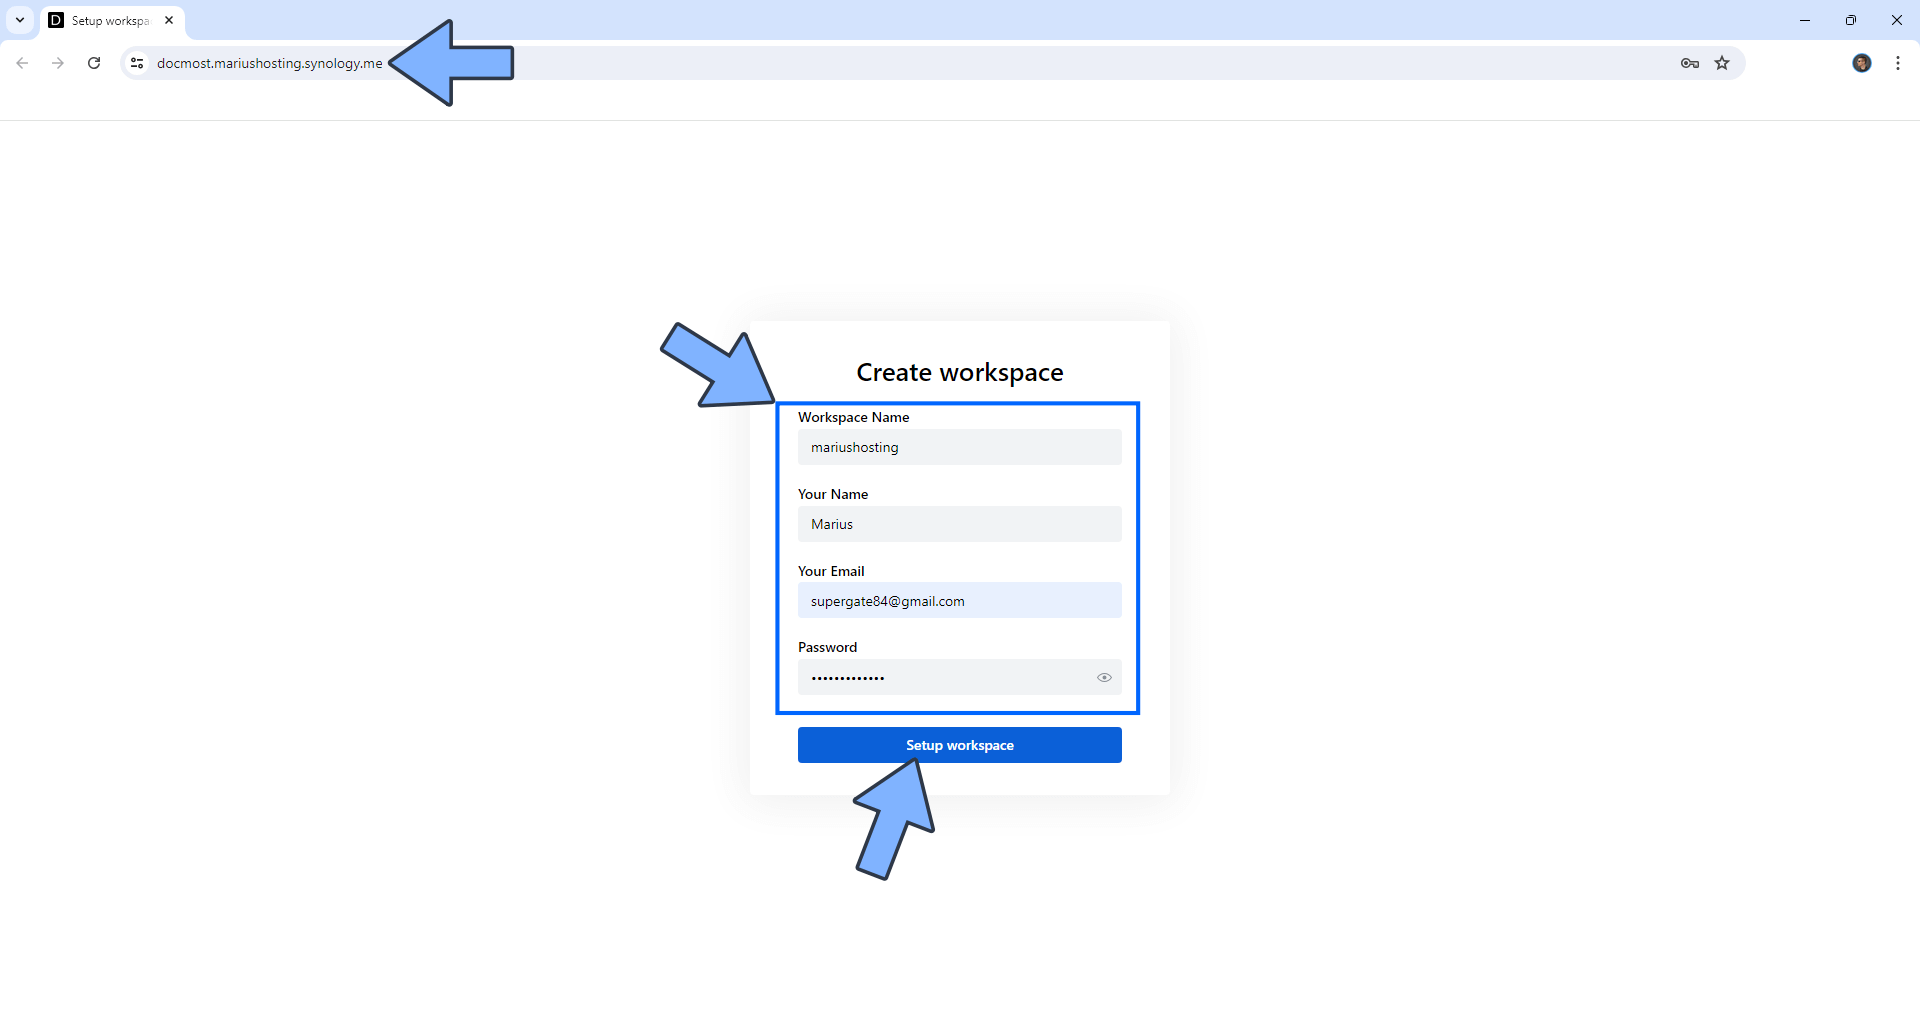 D Setup workspa
docmost.mariushosting.synology.me
Create workspace
Workspace Name
mariushosting
Your Name
Marius
Your Email
supergate84@gmail.com
Password
•••••••••••••
Setup workspace